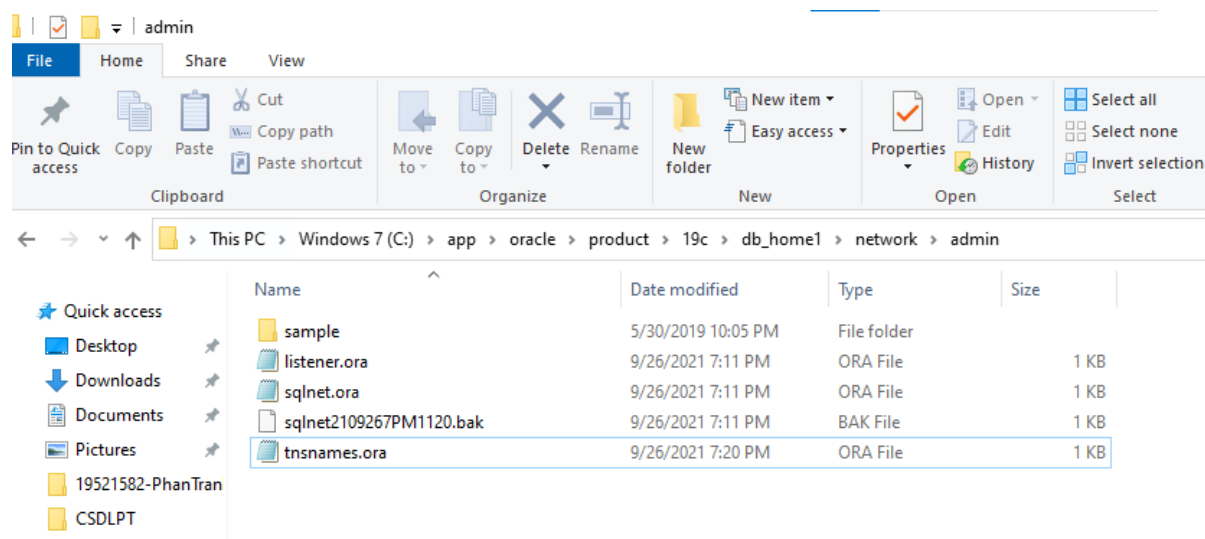 admin
File Home Share View
Pin to Quick access
Copy
Paste
Cut
Copy path
Paste shortcut
Clipboard
Move to
Copy to
Delete
Rename
Organize
New folder
New item
Easy access
New
Properties
Open
Edit
History
Open
Select all
Select none
Invert selection
Select
This PC > Windows 7 (C:) > app > oracle > product > 19c > db_home1 > network > admin
Name Date modified Type Size
Quick access
Desktop
Downloads
Documents
Pictures
19521582-PhanTran
CSDLPT
sample 5/30/2019 10:05 PM File folder
listener.ora 9/26/2021 7:11 PM ORA File 1 KB
sqlnet.ora 9/26/2021 7:11 PM ORA File 1 KB
sqlnet2109267PM1120.bak 9/26/2021 7:11 PM BAK File 1 KB
tnsnames.ora 9/26/2021 7:20 PM ORA File 1 KB